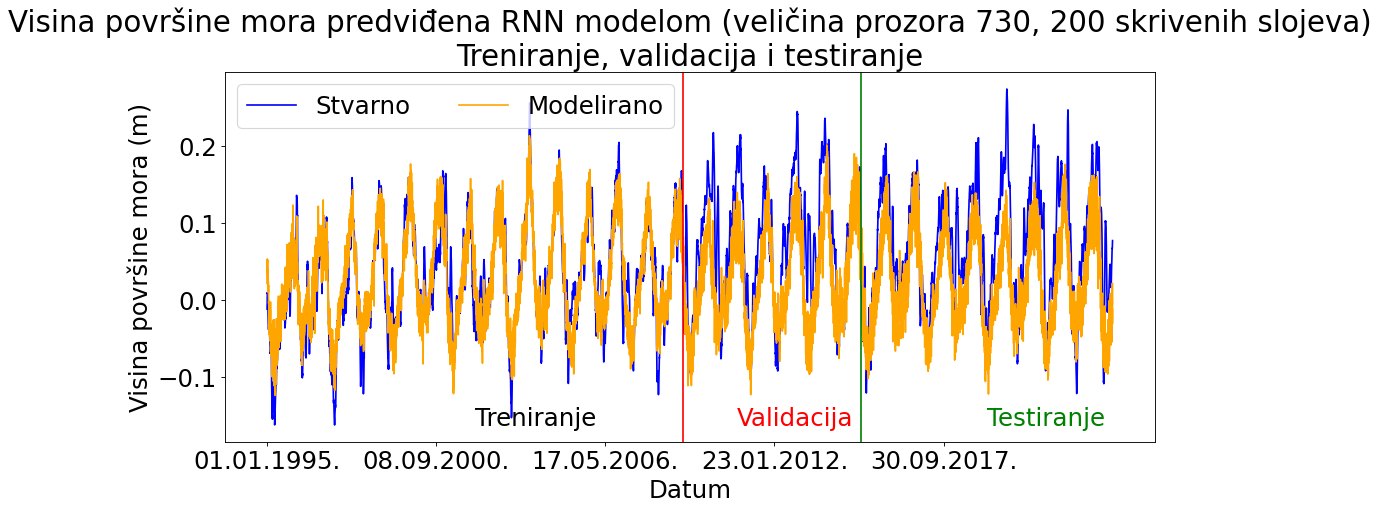 Visina površine mora predviđena RNN modelom (veličina prozora 730, 200 skrivenih slojeva)
Treniranje, validacija i testiranje
Stvarno
Modelirano
Visina površine mora (m)
0.2
0.1
0.0
−0.1
Treniranje
Validacija
Testiranje
01.01.1995.
08.09.2000.
17.05.2006.
23.01.2012.
30.09.2017.
Datum